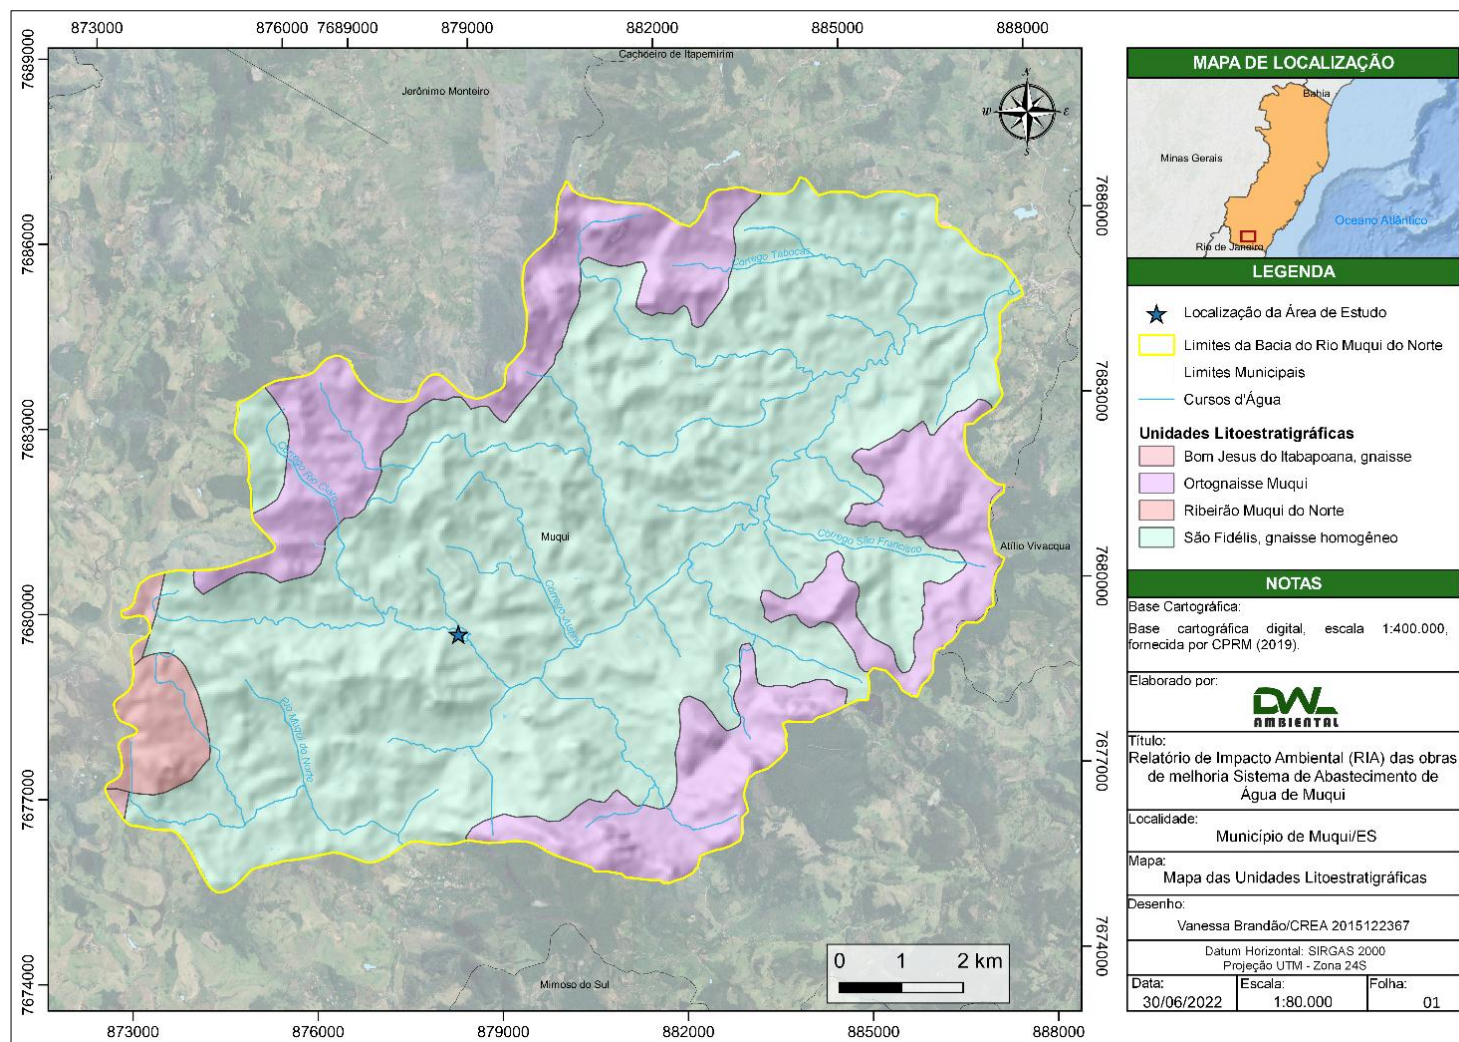 873000
876000
7689000
879000
882000
885000
888000
7689000
7686000
7683000
7680000
7677000
7674000
Cachoeiro de Itapemirim
Jerônimo Monteiro
N
W
E
S
Córrego Tabocas
Córrego Rio Claro
Muqui
Córrego São Francisco
Atílio Vivacqua
Rio Muqui do Norte
Mimoso do Sul
0 1 2 km
7686000
7683000
7680000
7677000
7674000
873000
876000
879000
882000
885000
888000
MAPA DE LOCALIZAÇÃO
Bahia
Minas Gerais
Oceano Atlântico
Rio de Janeiro
LEGENDA
Localização da Área de Estudo
Limites da Bacia do Rio Muqui do Norte
Limites Municipais
Cursos d'Água
Unidades Litoestratigráficas
Bom Jesus do Itabapoana, gnaisse
Ortognaisse Muqui
Ribeirão Muqui do Norte
São Fidélis, gnaisse homogêneo
NOTAS
Base Cartográfica:
Base cartográfica digital, escala 1:400.000,
fornecida por CPRM (2019).
Elaborado por:
DWL
AMBIENTAL
Título:
Relatório de Impacto Ambiental (RIA) das obras
de melhoria Sistema de Abastecimento de
Água de Muqui
Localidade:
Município de Muqui/ES
Mapa:
Mapa das Unidades Litoestratigráficas
Desenho:
Vanessa Brandão/CREA 2015122367
Datum Horizontal: SIRGAS 2000
Projeção UTM - Zona 24S
Data:
30/06/2022
Escala:
1:80.000
Folha:
01